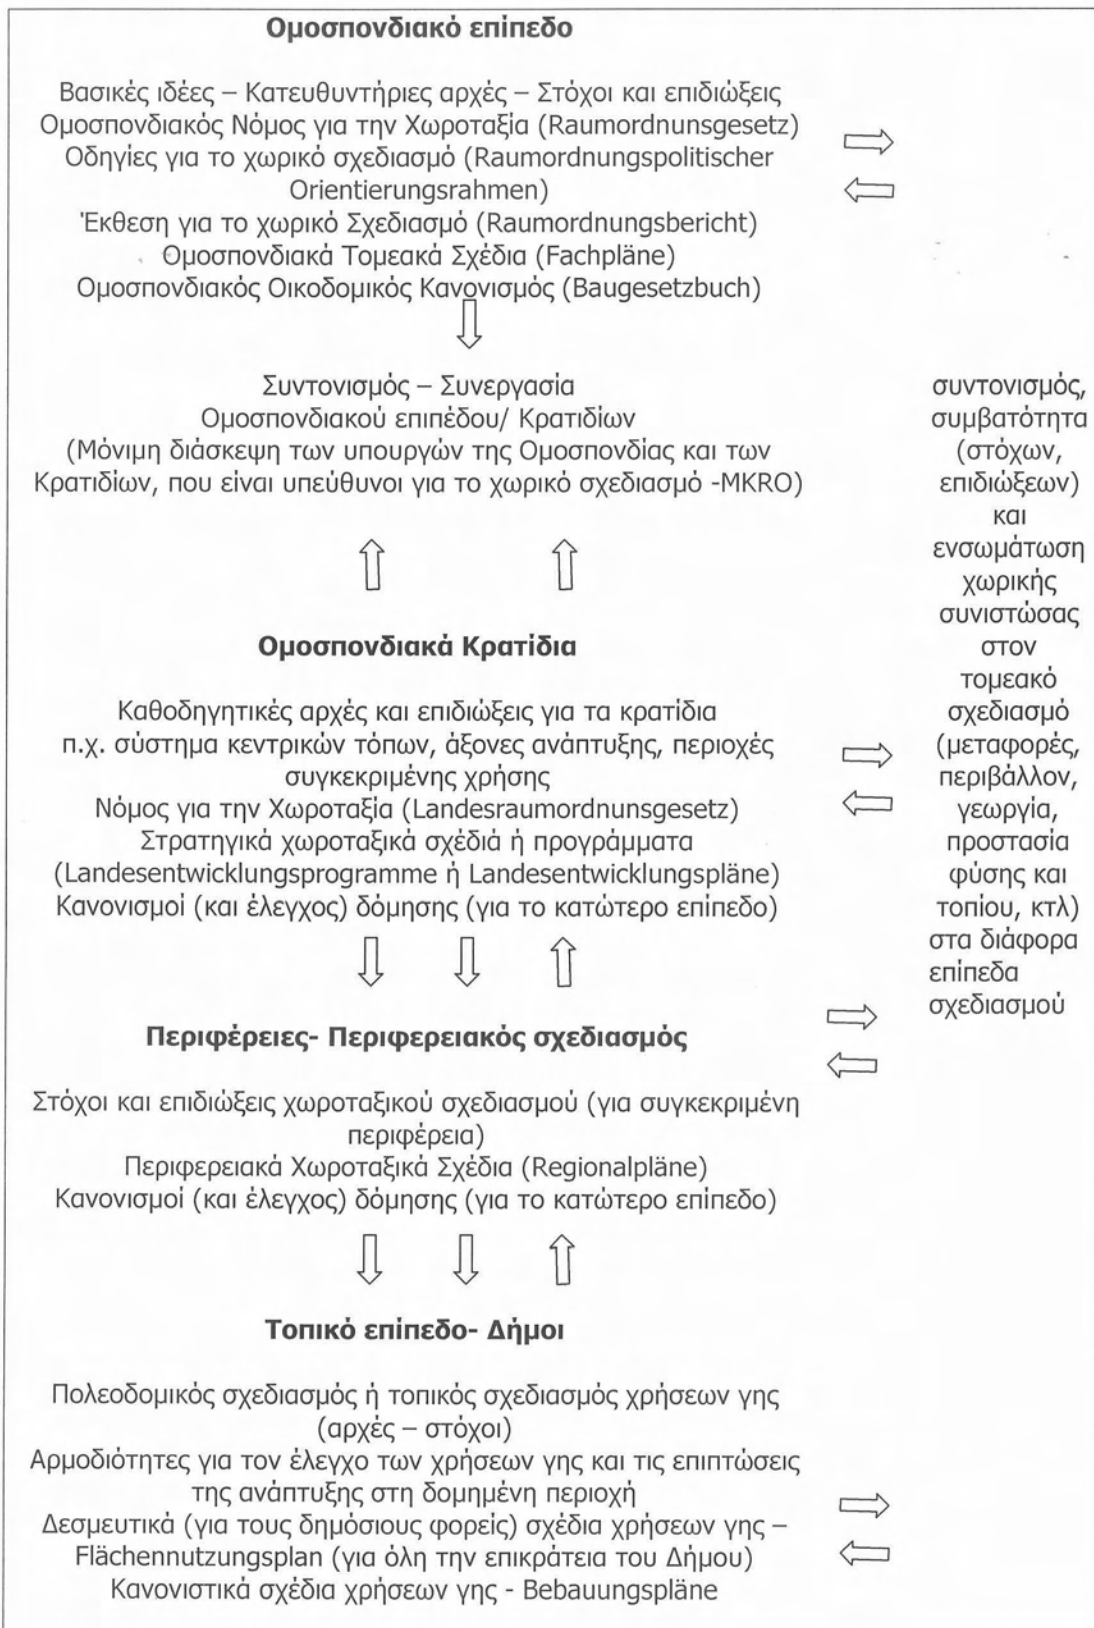 Ομοσπονδιακό επίπεδο
Βασικές ιδέες – Κατευθυντήριες αρχές – Στόχοι και επιδιώξεις
Ομοσπονδιακός Νόμος για την Χωροταξία (Raumordnunsgesetz)
Οδηγίες για το χωρικό σχεδιασμό (Raumordnungspolitischer
Orientierungsrahmen)
Έκθεση για το χωρικό Σχεδιασμό (Raumordnungsbericht)
Ομοσπονδιακά Τομεακά Σχέδια (Fachpläne)
Ομοσπονδιακός Οικοδομικός Κανονισμός (Baugesetzbuch)
Συντονισμός – Συνεργασία
Ομοσπονδιακού επιπέδου/ Κρατιδίων
(Μόνιμη διάσκεψη των υπουργών της Ομοσπονδίας και των
Κρατιδίων, που είναι υπεύθυνοι για το χωρικό σχεδιασμό -MKRO)
Ομοσπονδιακά Κρατίδια
Καθοδηγητικές αρχές και επιδιώξεις για τα κρατίδια
π.χ. σύστημα κεντρικών τόπων, άξονες ανάπτυξης, περιοχές
συγκεκριμένης χρήσης
Νόμος για την Χωροταξία (Landesraumordnunsgesetz)
Στρατηγικά χωροταξικά σχέδιά ή προγράμματα
(Landesentwicklungsprogramme ή Landesentwicklungspläne)
Κανονισμοί (και έλεγχος) δόμησης (για το κατώτερο επίπεδο)
Περιφέρειες- Περιφερειακός σχεδιασμός
Στόχοι και επιδιώξεις χωροταξικού σχεδιασμού (για συγκεκριμένη
περιφέρεια)
Περιφερειακά Χωροταξικά Σχέδια (Regionalpläne)
Κανονισμοί (και έλεγχος) δόμησης (για το κατώτερο επίπεδο)
Τοπικό επίπεδο- Δήμοι
Πολεοδομικός σχεδιασμός ή τοπικός σχεδιασμός χρήσεων γης
(αρχές – στόχοι)
Αρμοδιότητες για τον έλεγχο των χρήσεων γης και τις επιπτώσεις
της ανάπτυξης στη δομημένη περιοχή
Δεσμευτικά (για τους δημόσιους φορείς) σχέδια χρήσεων γης –
Flächennutzungsplan (για όλη την επικράτεια του Δήμου)
Κανονιστικά σχέδια χρήσεων γης - Bebauungspläne
συντονισμός,
συμβατότητα
(στόχων,
επιδιώξεων)
και
ενσωμάτωση
χωρικής
συνιστώσας
στον
τομεακό
σχεδιασμό
(μεταφορές,
περιβάλλον,
γεωργία,
προστασία
φύσης και
τοπίου, κτλ)
στα διάφορα
επίπεδα
σχεδιασμού